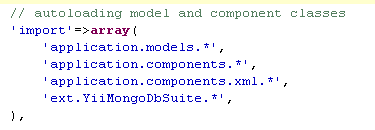 // autoloading model and component classes
'import'=>array(
'application.models.*',
'application.components.*',
'application.components.xml.*',
'ext.YiiMongoDbSuite.*',
),